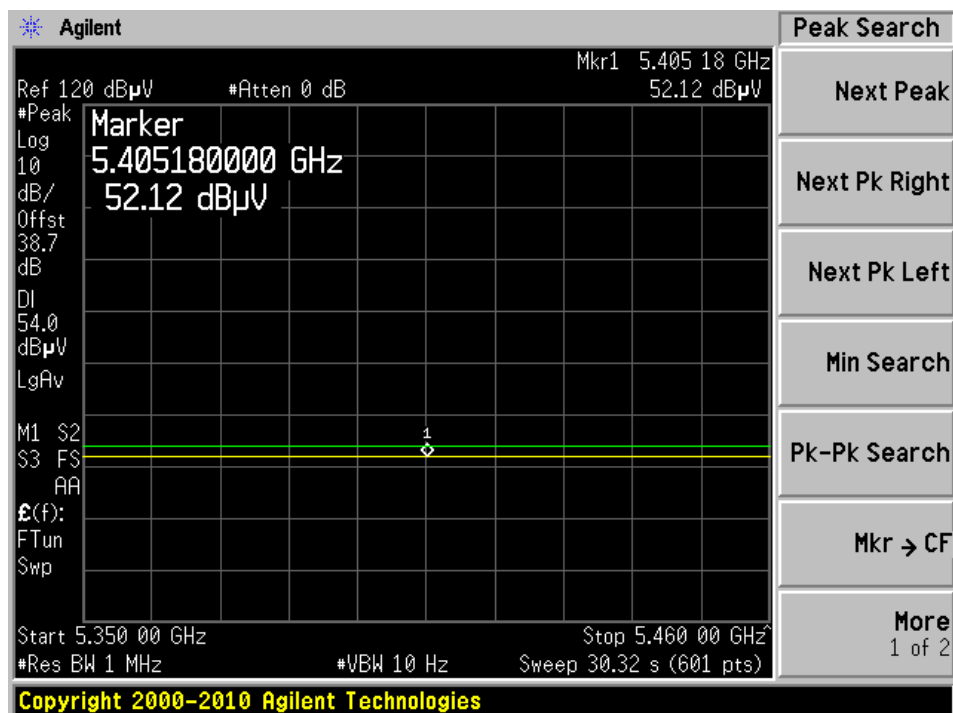 Agilent
Peak Search
Mkr1 5.405 18 GHz
Ref 120 dBµV #Atten 0 dB 52.12 dBµV
#Peak
Log
10
dB/
Offst
38.7
dB
DI
54.0
dBµV
LgAv
M1 S2
S3 FS
AA
£(f):
FTun
Swp
Marker
5.405180000 GHz
52.12 dBµV
1
Start 5.350 00 GHz Stop 5.460 00 GHz^
#Res BW 1 MHz #VBW 10 Hz Sweep 30.32 s (601 pts)
Next Peak
Next Pk Right
Next Pk Left
Min Search
Pk-Pk Search
Mkr → CF
More
1 of 2
Copyright 2000-2010 Agilent Technologies